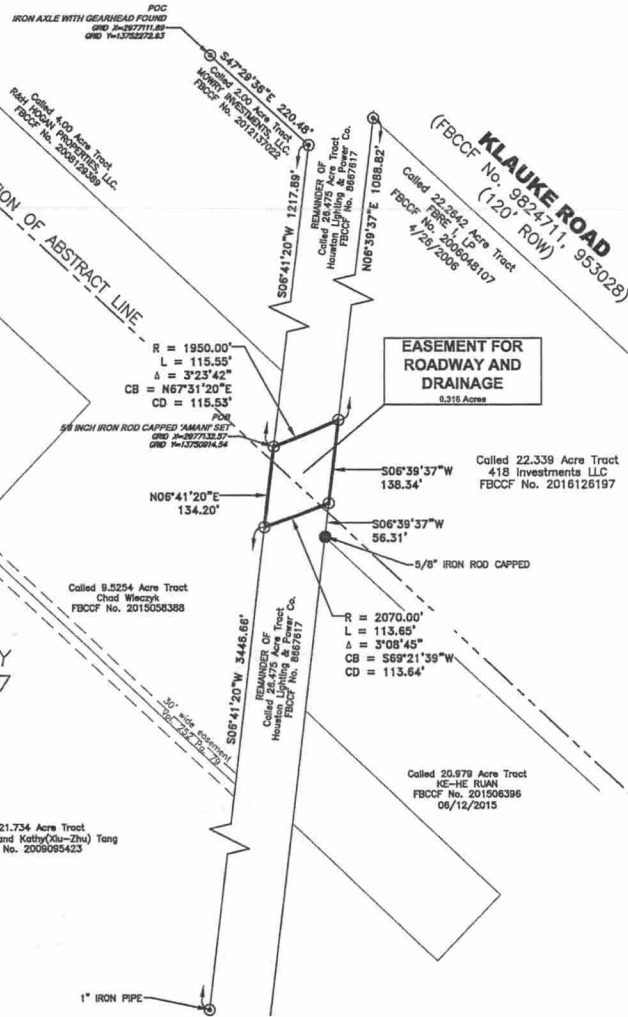 POC
IRON AXLE WITH GEARHEAD FOUND
GRID X=2977111.89
GRID Y=13752272.83
S47°29'36"E 220.48'
Called 2.00 Acre Tract
MOWRY INVESTMENTS, LLC.
FBCCF No. 2012137022
Called 4.00 Acre Tract
R&H HOGAN PROPERTIES, LLC.
FBCCF No. 2008129369
ION OF ABSTRACT LINE
S06°41'20"W 1217.89'
REMAINDER OF
Called 26.475 Acre Tract
Houston Lighting & Power Co.
FBCCF No. 8667617
N06°39'37"E 1088.82'
Called 22.2642 Acre Tract
FBRE 1, LP
FBCCF No. 2006048107
4/26/2006
KLAUKE ROAD
(FBCCF No. 9824711, 953028)
(120' ROW)
R = 1950.00'
L = 115.55'
Δ = 3°23'42"
CB = N67°31'20"E
CD = 115.53'
EASEMENT FOR
ROADWAY AND
DRAINAGE
0.316 Acres
POB
5/8 INCH IRON ROD CAPPED "AMANI" SET
GRID X=2977132.57
GRID Y=13750914.54
N06°41'20"E
134.20'
S06°39'37"W
138.34'
Called 22.339 Acre Tract
418 Investments LLC
FBCCF No. 2016126197
S06°39'37"W
56.31'
5/8" IRON ROD CAPPED
Called 9.5254 Acre Tract
Chad Wieczyk
FBCCF No. 2015058388
R = 2070.00'
L = 113.65'
Δ = 3°08'45"
CB = S69°21'39"W
CD = 113.64'
Y
7
S06°41'20"W 3446.66'
REMAINDER OF
Called 26.475 Acre Tract
Houston Lighting & Power Co.
FBCCF No. 8667617
30' wide easement
Vol. 252 Pg. 79
Called 20.979 Acre Tract
KE-HE RUAN
FBCCF No. 201506396
06/12/2015
21.734 Acre Tract
and Kathy(Xiu-Zhu) Tang
No. 2009095423
1" IRON PIPE